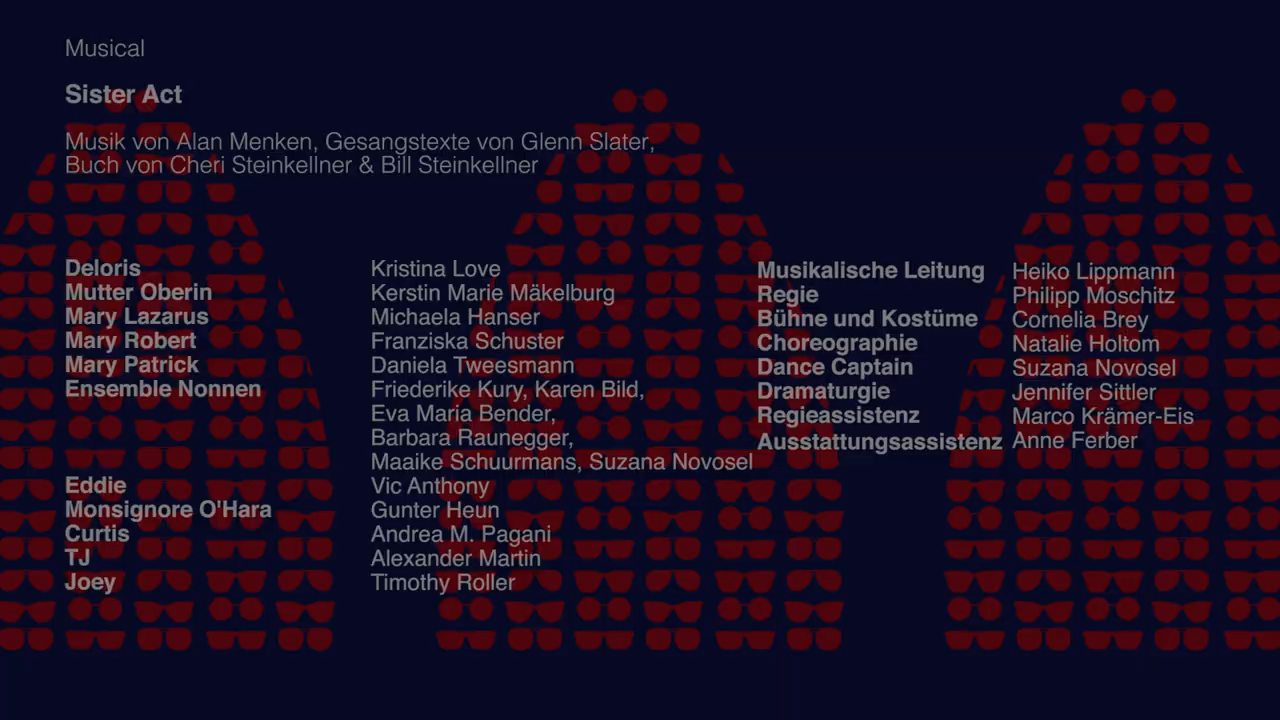 Musical
Sister Act
Musik von Alan Menken, Gesangstexte von Glenn Slater,
Buch von Cheri Steinkellner & Bill Steinkellner
Deloris Kristina Love
Mutter Oberin Kerstin Marie Mäkelburg
Mary Lazarus Michaela Hanser
Mary Robert Franziska Schuster
Mary Patrick Daniela Tweesmann
Ensemble Nonnen Friederike Kury, Karen Bild,
Eva Maria Bender,
Barbara Raunegger,
Maaike Schuurmans, Suzana Novosel
Eddie Vic Anthony
Monsignore O'Hara Gunter Heun
Curtis Andrea M. Pagani
TJ Alexander Martin
Joey Timothy Roller
Musikalische Leitung Heiko Lippmann
Regie Philipp Moschitz
Bühne und Kostüme Cornelia Brey
Choreographie Natalie Holtom
Dance Captain Suzana Novosel
Dramaturgie Jennifer Sittler
Regieassistenz Marco Krämer-Eis
Ausstattungsassistenz Anne Ferber